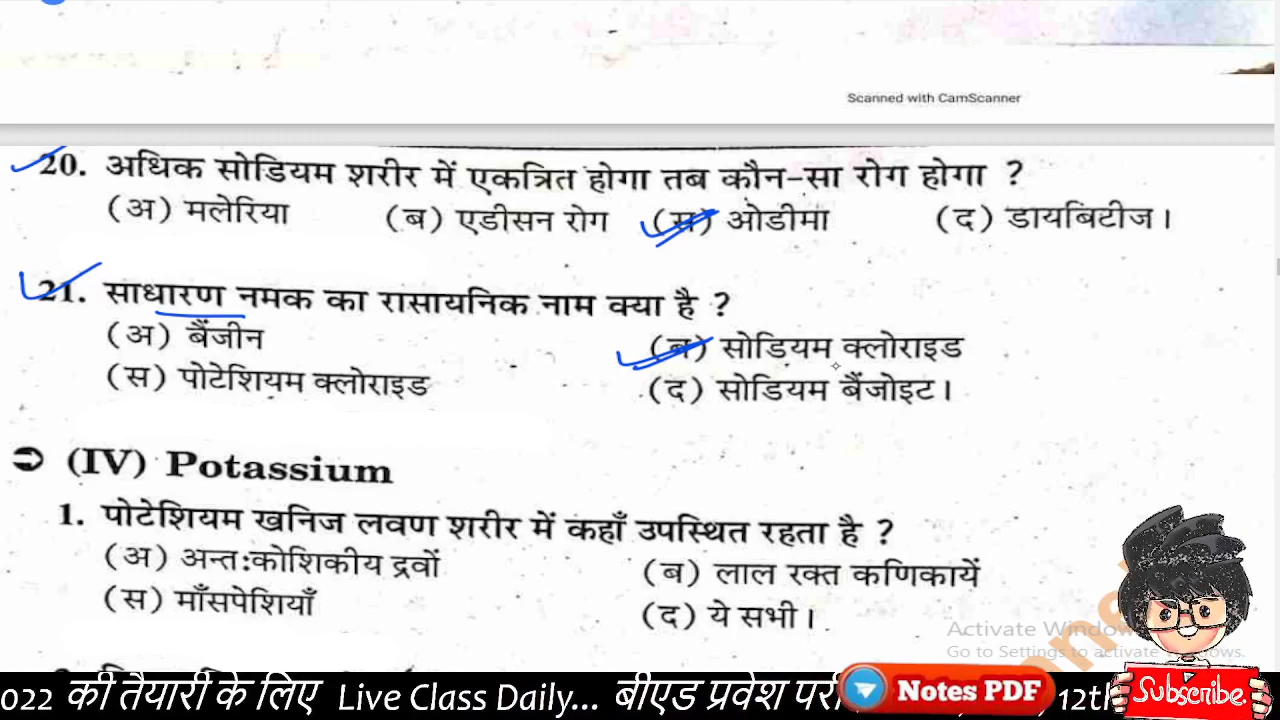 Scanned with CamScanner
20. अधिक सोडियम शरीर में एकत्रित होगा तब कौन-सा रोग होगा ?
(अ) मलेरिया (ब) एडीसन रोग (स) ओडीमा (द) डायबिटीज।
21. साधारण नमक का रासायनिक नाम क्या है ?
(अ) बैंजीन (ब) सोडियम क्लोराइड
(स) पोटेशियम क्लोराइड (द) सोडियम बैंजोइट।
(IV) Potassium
1. पोटेशियम खनिज लवण शरीर में कहाँ उपस्थित रहता है ?
(अ) अन्तःकोशिकीय द्रवों (ब) लाल रक्त कणिकायें
(स) माँसपेशियाँ (द) ये सभी।
Activate Windows
Go to Settings to activate Windows.
2022 की तैयारी के लिए Live Class Daily... बीएड प्रवेश Notes PDF 12th Subscribe